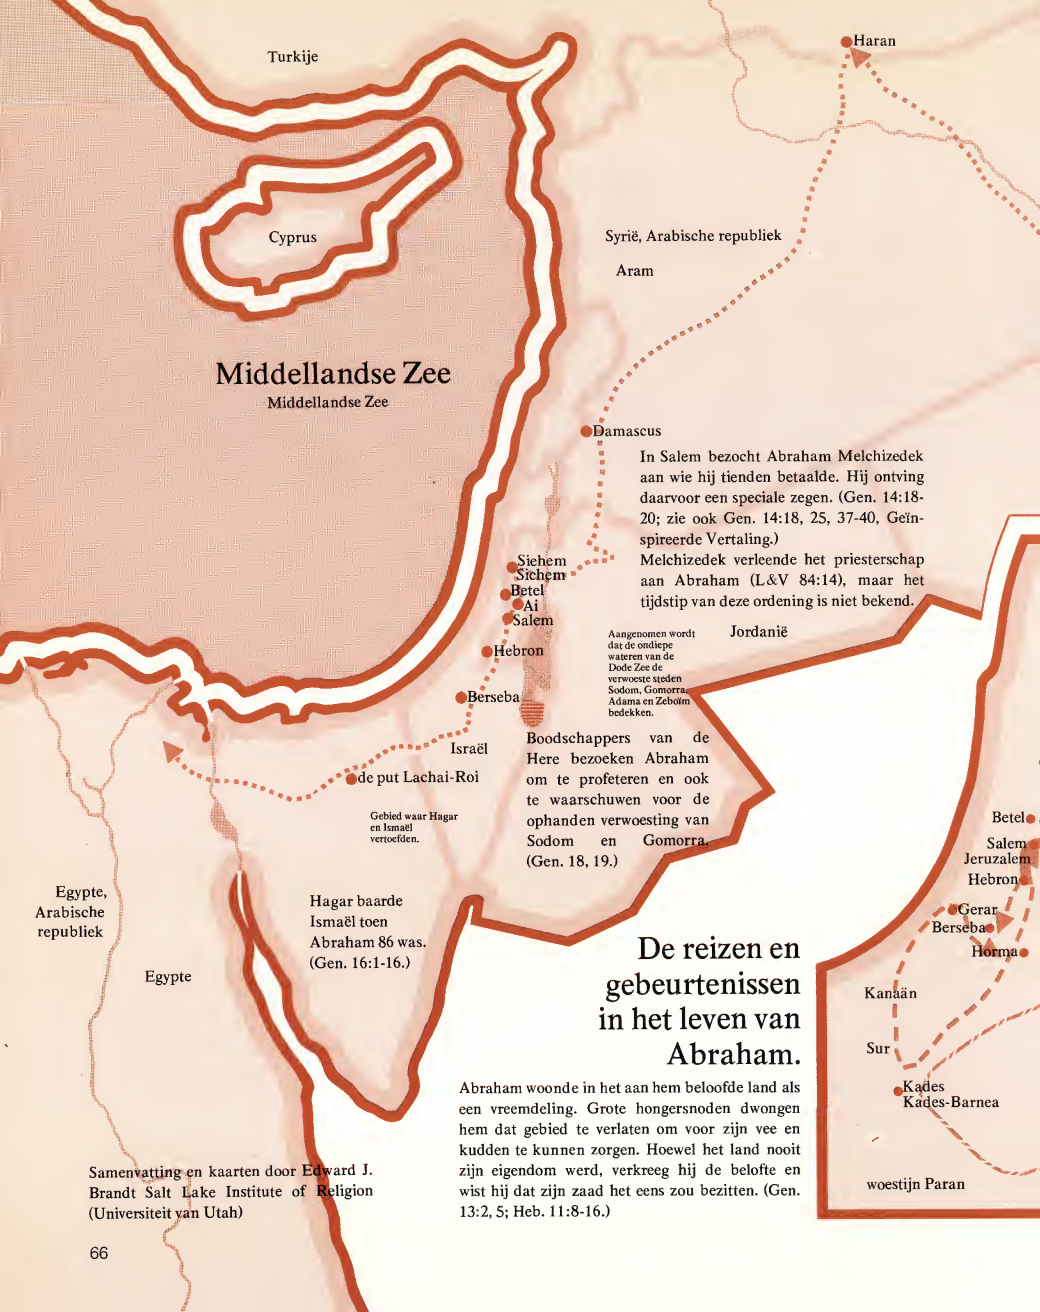 Turkije
Haran
Cyprus
Syrië, Arabische republiek
Aram
Middellandse Zee
Middellandse Zee
Damascus
In Salem bezocht Abraham Melchizedek
aan wie hij tienden betaalde. Hij ontving
daarvoor een speciale zegen. (Gen. 14:18-
20; zie ook Gen. 14:18, 25, 37-40, Geïn-
spireerde Vertaling.)
Melchizedek verleende het priesterschap
aan Abraham (L&V 84:14), maar het
tijdstip van deze ordening is niet bekend.
Siehem
Sichem
Betel
Ai
Salem
Hebron
Berseba
Aangenomen wordt
dat de ondiepe
wateren van de
Dode Zee de
verwoeste steden
Sodom, Gomorra,
Adama en Zeboïm
bedekken.
Jordanië
Israël
de put Lachai-Roi
Gebied waar Hagar
en Ismaël
vertoefden.
Boodschappers van de
Here bezoeken Abraham
om te profeteren en ook
te waarschuwen voor de
ophanden verwoesting van
Sodom en Gomorra.
(Gen. 18, 19.)
Egypte,
Arabische
republiek
Egypte
Hagar baarde
Ismaël toen
Abraham 86 was.
(Gen. 16:1-16.)
De reizen en
gebeurtenissen
in het leven van
Abraham.
Abraham woonde in het aan hem beloofde land als
een vreemdeling. Grote hongersnoden dwongen
hem dat gebied te verlaten om voor zijn vee en
kudden te kunnen zorgen. Hoewel het land nooit
zijn eigendom werd, verkreeg hij de belofte en
wist hij dat zijn zaad het eens zou bezitten. (Gen.
13:2, 5; Heb. 11:8-16.)
Betel
Salem
Jeruzalem
Hebron
Gerar
Berseba
Horma
Kanaän
Sur
Kades
Kades-Barnea
woestijn Paran
Samenvatting en kaarten door Edward J.
Brandt Salt Lake Institute of Religion
(Universiteit van Utah)
66